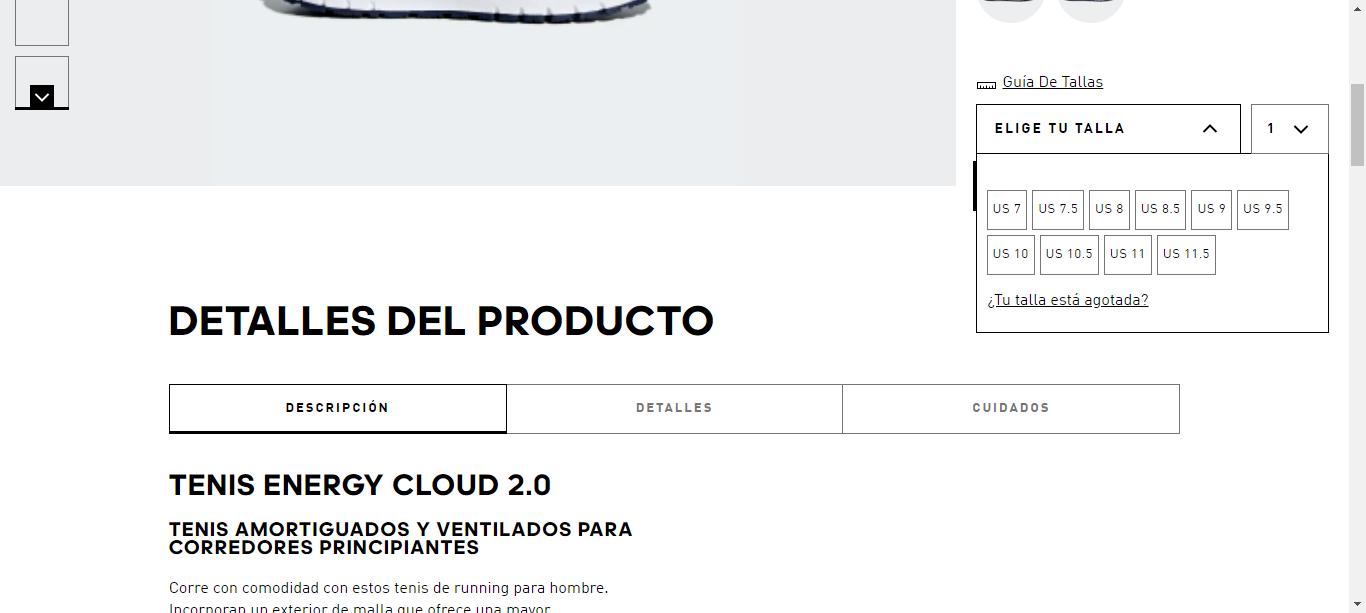 Guía De Tallas
ELIGE TU TALLA
1
US 7 US 7.5 US 8 US 8.5 US 9 US 9.5
US 10 US 10.5 US 11 US 11.5
¿Tu talla está agotada?
DETALLES DEL PRODUCTO
DESCRIPCIÓN DETALLES CUIDADOS
TENIS ENERGY CLOUD 2.0
TENIS AMORTIGUADOS Y VENTILADOS PARA
CORREDORES PRINCIPIANTES
Corre con comodidad con estos tenis de running para hombre.
Incorporan un exterior de malla que ofrece una mayor